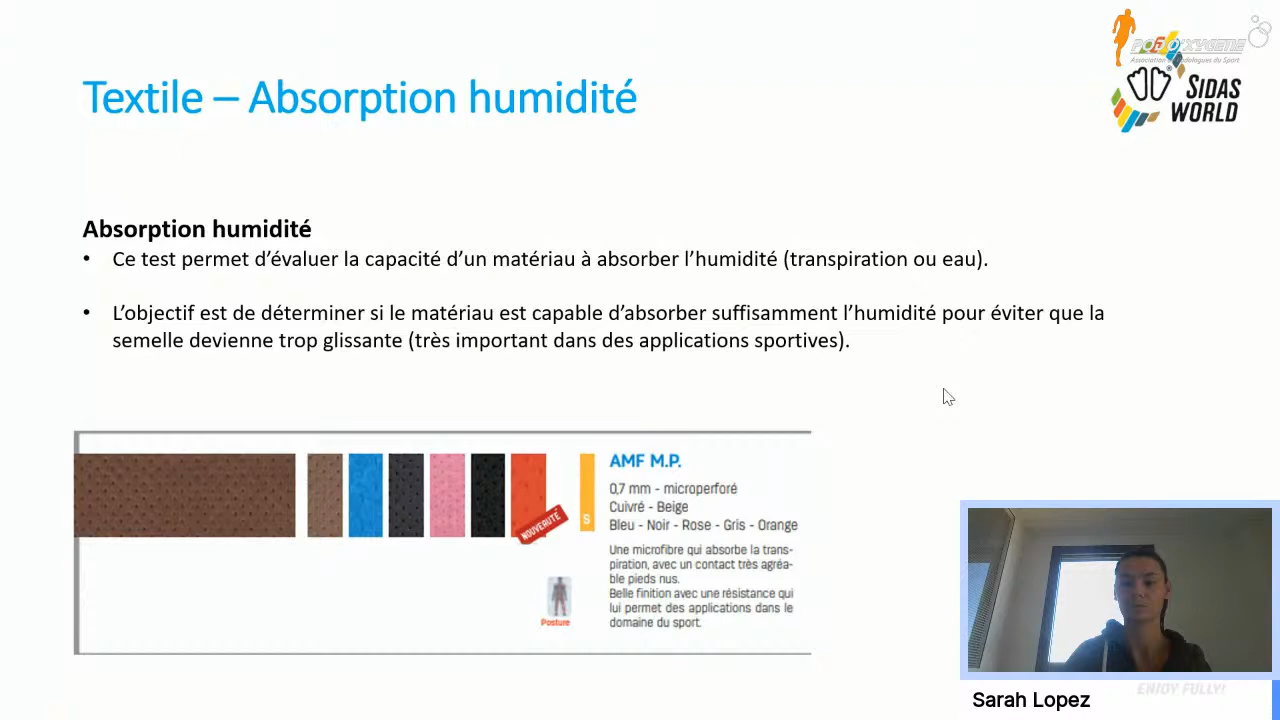 Textile – Absorption humidité
SIDAS
WORLD
Absorption humidité
• Ce test permet d’évaluer la capacité d’un matériau à absorber l’humidité (transpiration ou eau).
• L’objectif est de déterminer si le matériau est capable d’absorber suffisamment l’humidité pour éviter que la
semelle devienne trop glissante (très important dans des applications sportives).
NOUVEAUTÉ
S
Posture
AMF M.P.
0,7 mm - microperforé
Cuivré - Beige
Bleu - Noir - Rose - Gris - Orange
Une microfibre qui absorbe la trans-
piration, avec un contact très agréa-
ble pieds nus.
Belle finition avec une résistance qui
lui permet des applications dans le
domaine du sport.
ENJOY FULLY!
Sarah Lopez